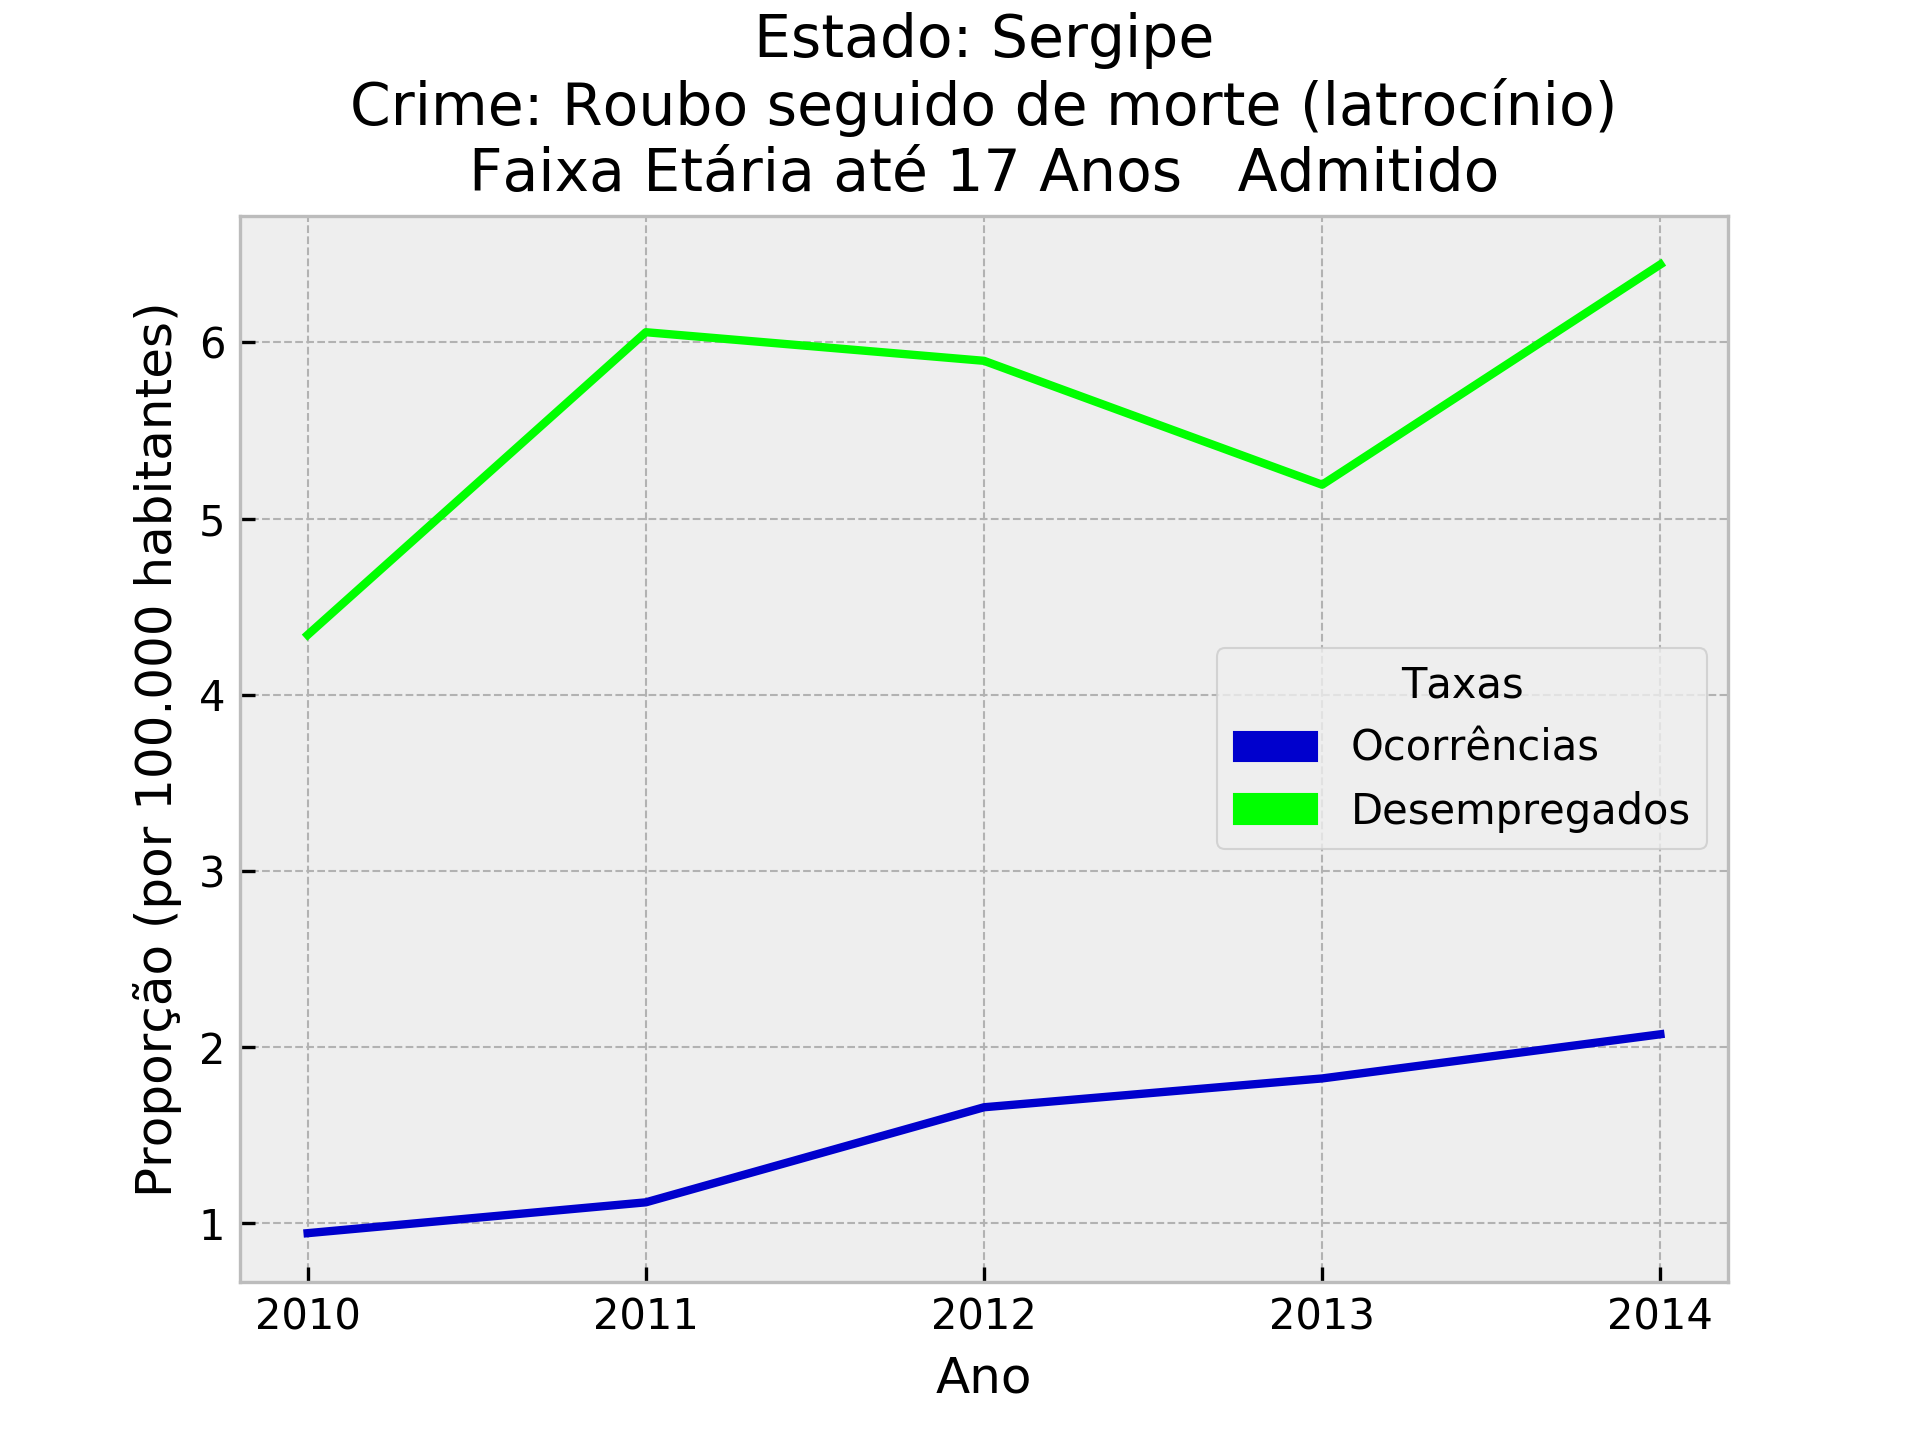 Estado: Sergipe
Crime: Roubo seguido de morte (latrocínio)
Faixa Etária até 17 Anos   Admitido
Proporção (por 100.000 habitantes)
6
5
4
3
2
1
Taxas
Ocorrências
Desempregados
2010 2011 2012 2013 2014
Ano